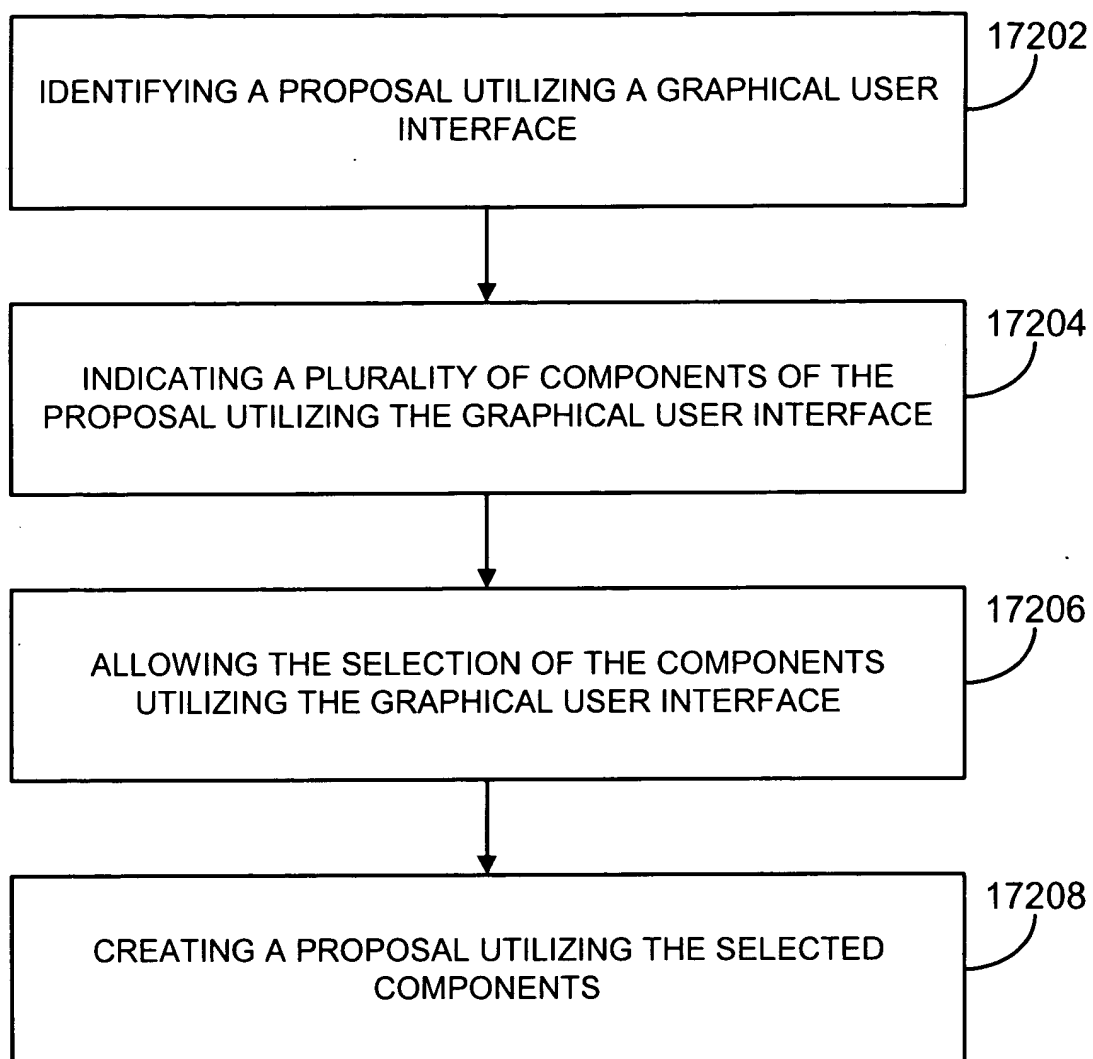 17202
IDENTIFYING A PROPOSAL UTILIZING A GRAPHICAL USER
INTERFACE
17204
INDICATING A PLURALITY OF COMPONENTS OF THE
PROPOSAL UTILIZING THE GRAPHICAL USER INTERFACE
17206
ALLOWING THE SELECTION OF THE COMPONENTS
UTILIZING THE GRAPHICAL USER INTERFACE
17208
CREATING A PROPOSAL UTILIZING THE SELECTED
COMPONENTS